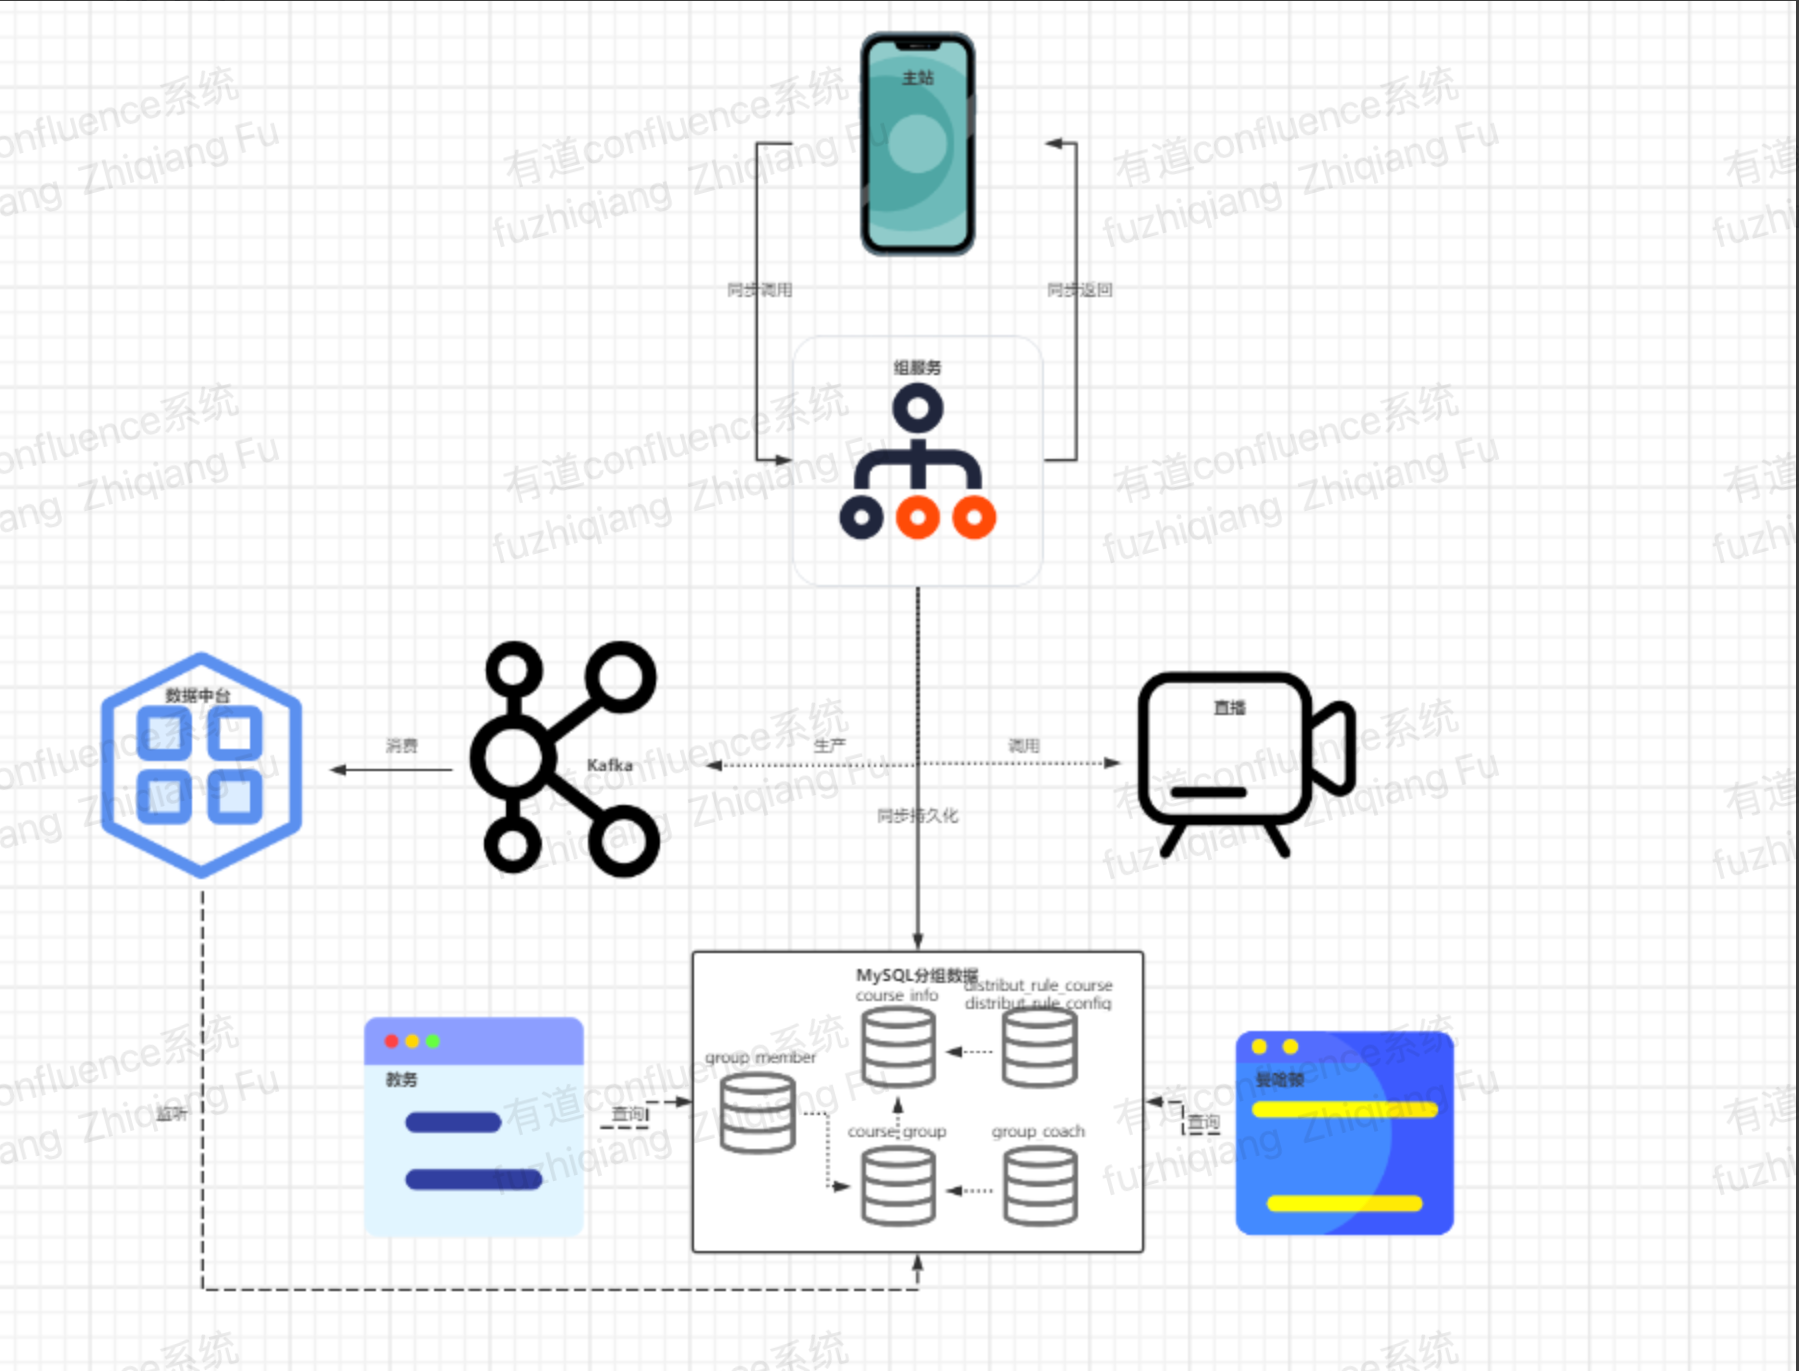 主站
同步调用
同步返回
组服务
数据中台
消费
Kafka
生产
调用
直播
同步持久化
MySQL分组数据
course_info
distribut_rule_course
distribut_rule_config
group_member
教务
监听
查询
course_group
group_coach
曼哈顿
查询
有道confluence系统
fuzhiqiang Zhiqiang Fu